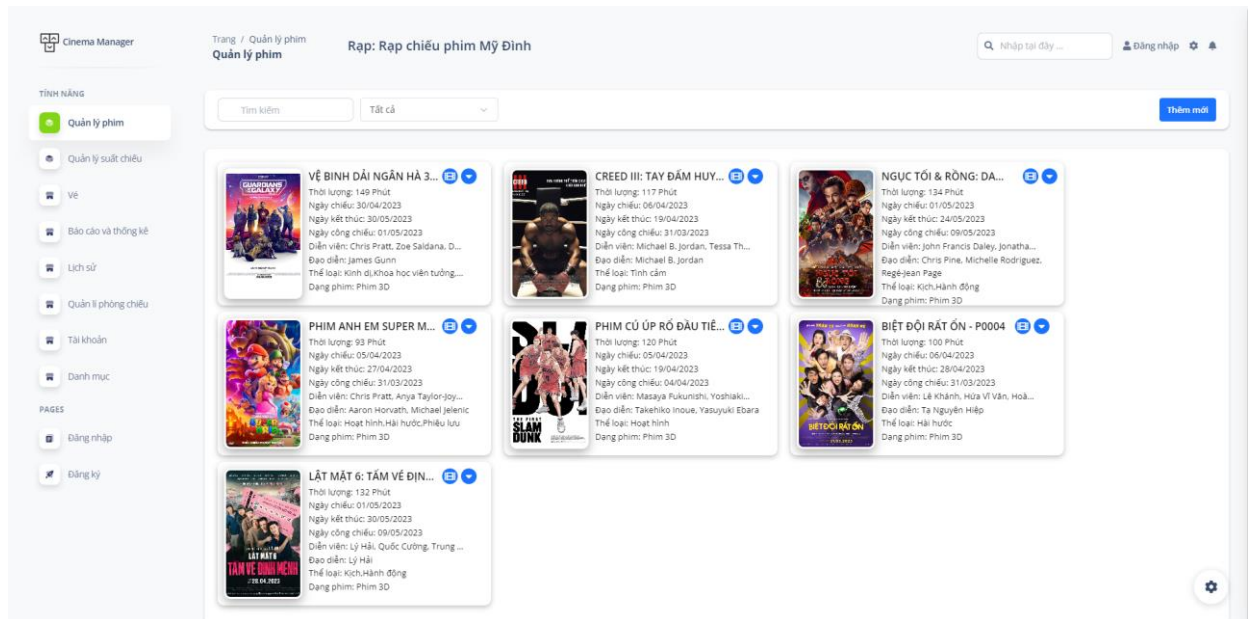 Cinema Manager
Trang / Quản lý phim
Quản lý phim
Rạp: Rạp chiếu phim Mỹ Đình
Nhập tại đây ...
Đăng nhập
TÍNH NĂNG
Quản lý phim
Quản lý suất chiếu
Vé
Báo cáo và thống kê
Lịch sử
Quản lí phòng chiếu
Tài khoản
Danh mục
PAGES
Đăng nhập
Đăng ký
Tìm kiếm
Tất cả
Thêm mới
GUARDIANS
GALAXY
VỆ BINH DẢI NGÂN HÀ 3...
Thời lượng: 149 Phút
Ngày chiếu: 30/04/2023
Ngày kết thúc: 30/05/2023
Ngày công chiếu: 01/05/2023
Diễn viên: Chris Pratt, Zoe Saldana, D...
Đạo diễn: James Gunn
Thể loại: Kinh dị,Khoa học viễn tưởng,...
Dạng phim: Phim 3D
CREED III: TAY ĐẤM HUY...
Thời lượng: 117 Phút
Ngày chiếu: 06/04/2023
Ngày kết thúc: 19/04/2023
Ngày công chiếu: 31/03/2023
Diễn viên: Michael B. Jordan, Tessa Th...
Đạo diễn: Michael B. Jordan
Thể loại: Tình cảm
Dạng phim: Phim 3D
NGỤC TỐI
RỒNG
NGỤC TỐI & RỒNG: DA...
Thời lượng: 134 Phút
Ngày chiếu: 01/05/2023
Ngày kết thúc: 24/05/2023
Ngày công chiếu: 09/05/2023
Diễn viên: John Francis Daley, Jonatha...
Đạo diễn: Chris Pine, Michelle Rodriguez,
Regé-Jean Page
Thể loại: Kịch,Hành động
Dạng phim: Phim 3D
PHIM ANH EM SUPER M...
Thời lượng: 93 Phút
Ngày chiếu: 05/04/2023
Ngày kết thúc: 27/04/2023
Ngày công chiếu: 31/03/2023
Diễn viên: Chris Pratt, Anya Taylor-Joy...
Đạo diễn: Aaron Horvath, Michael Jelenic
Thể loại: Hoạt hình,Hài hước,Phiêu lưu
Dạng phim: Phim 3D
THE FIRST
SLAM
DUNK
PHIM CÚ ÚP RỔ ĐẦU TIÊ...
Thời lượng: 120 Phút
Ngày chiếu: 05/04/2023
Ngày kết thúc: 19/04/2023
Ngày công chiếu: 04/04/2023
Diễn viên: Masaya Fukunishi, Yoshiaki...
Đạo diễn: Takehiko Inoue, Yasuyuki Ebara
Thể loại: Hoạt hình
Dạng phim: Phim 3D
BIỆT ĐỘI RẤT ỔN
BIỆT ĐỘI RẤT ỔN - P0004
Thời lượng: 100 Phút
Ngày chiếu: 06/04/2023
Ngày kết thúc: 28/04/2023
Ngày công chiếu: 31/03/2023
Diễn viên: Lê Khánh, Hứa Vĩ Văn, Hoà...
Đạo diễn: Tạ Nguyên Hiệp
Thể loại: Hài hước
Dạng phim: Phim 3D
LẬT MẶT 6
TẤM VÉ ĐỊNH MỆNH
28.04.2023
LẬT MẶT 6: TẤM VÉ ĐỊN...
Thời lượng: 132 Phút
Ngày chiếu: 01/05/2023
Ngày kết thúc: 30/05/2023
Ngày công chiếu: 09/05/2023
Diễn viên: Lý Hải, Quốc Cường, Trung ...
Đạo diễn: Lý Hải
Thể loại: Kịch,Hành động
Dạng phim: Phim 3D